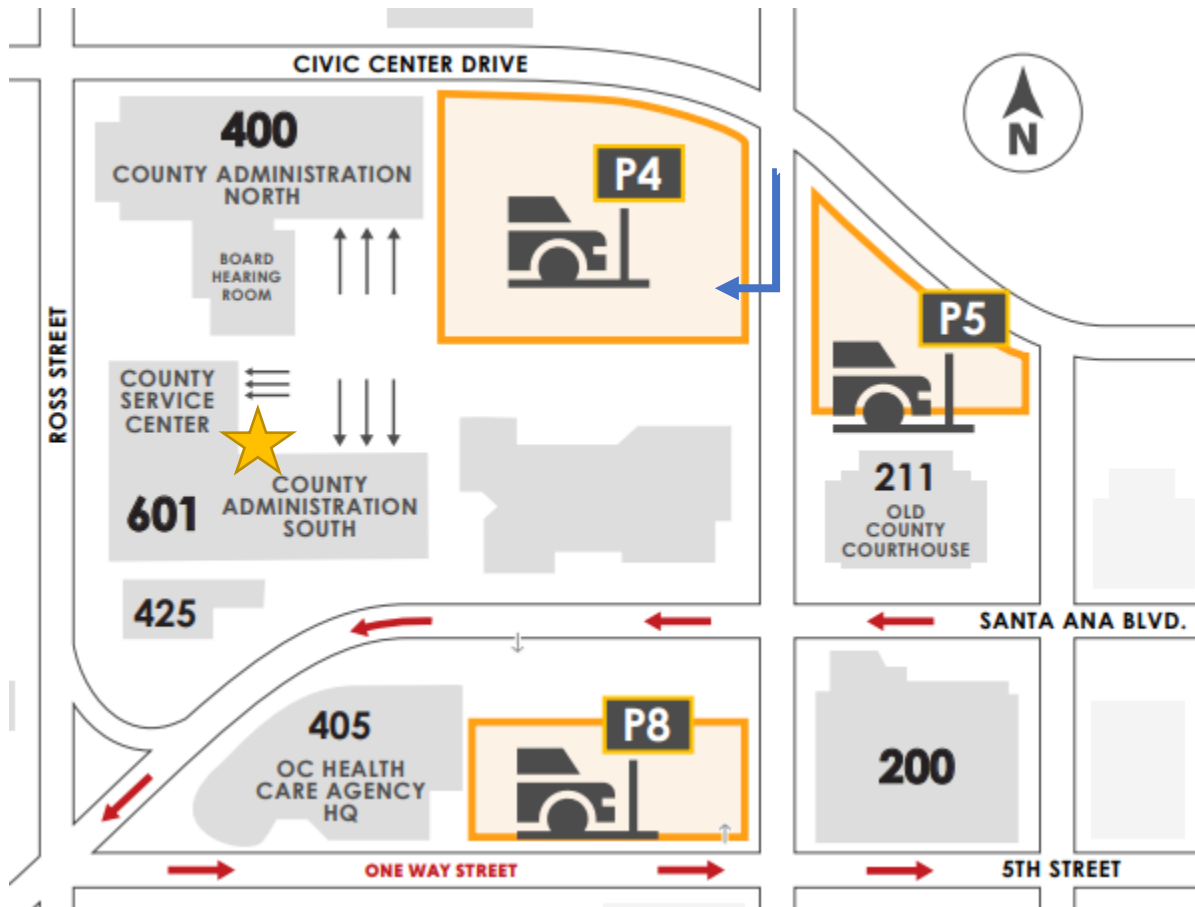 CIVIC CENTER DRIVE
N
400
COUNTY ADMINISTRATION
NORTH
P4
BOARD
HEARING
ROOM
P5
ROSS STREET
COUNTY
SERVICE
CENTER
601
COUNTY
ADMINISTRATION
SOUTH
211
OLD
COUNTY
COURTHOUSE
425
SANTA ANA BLVD.
405
OC HEALTH
CARE AGENCY
HQ
P8
200
ONE WAY STREET
5TH STREET